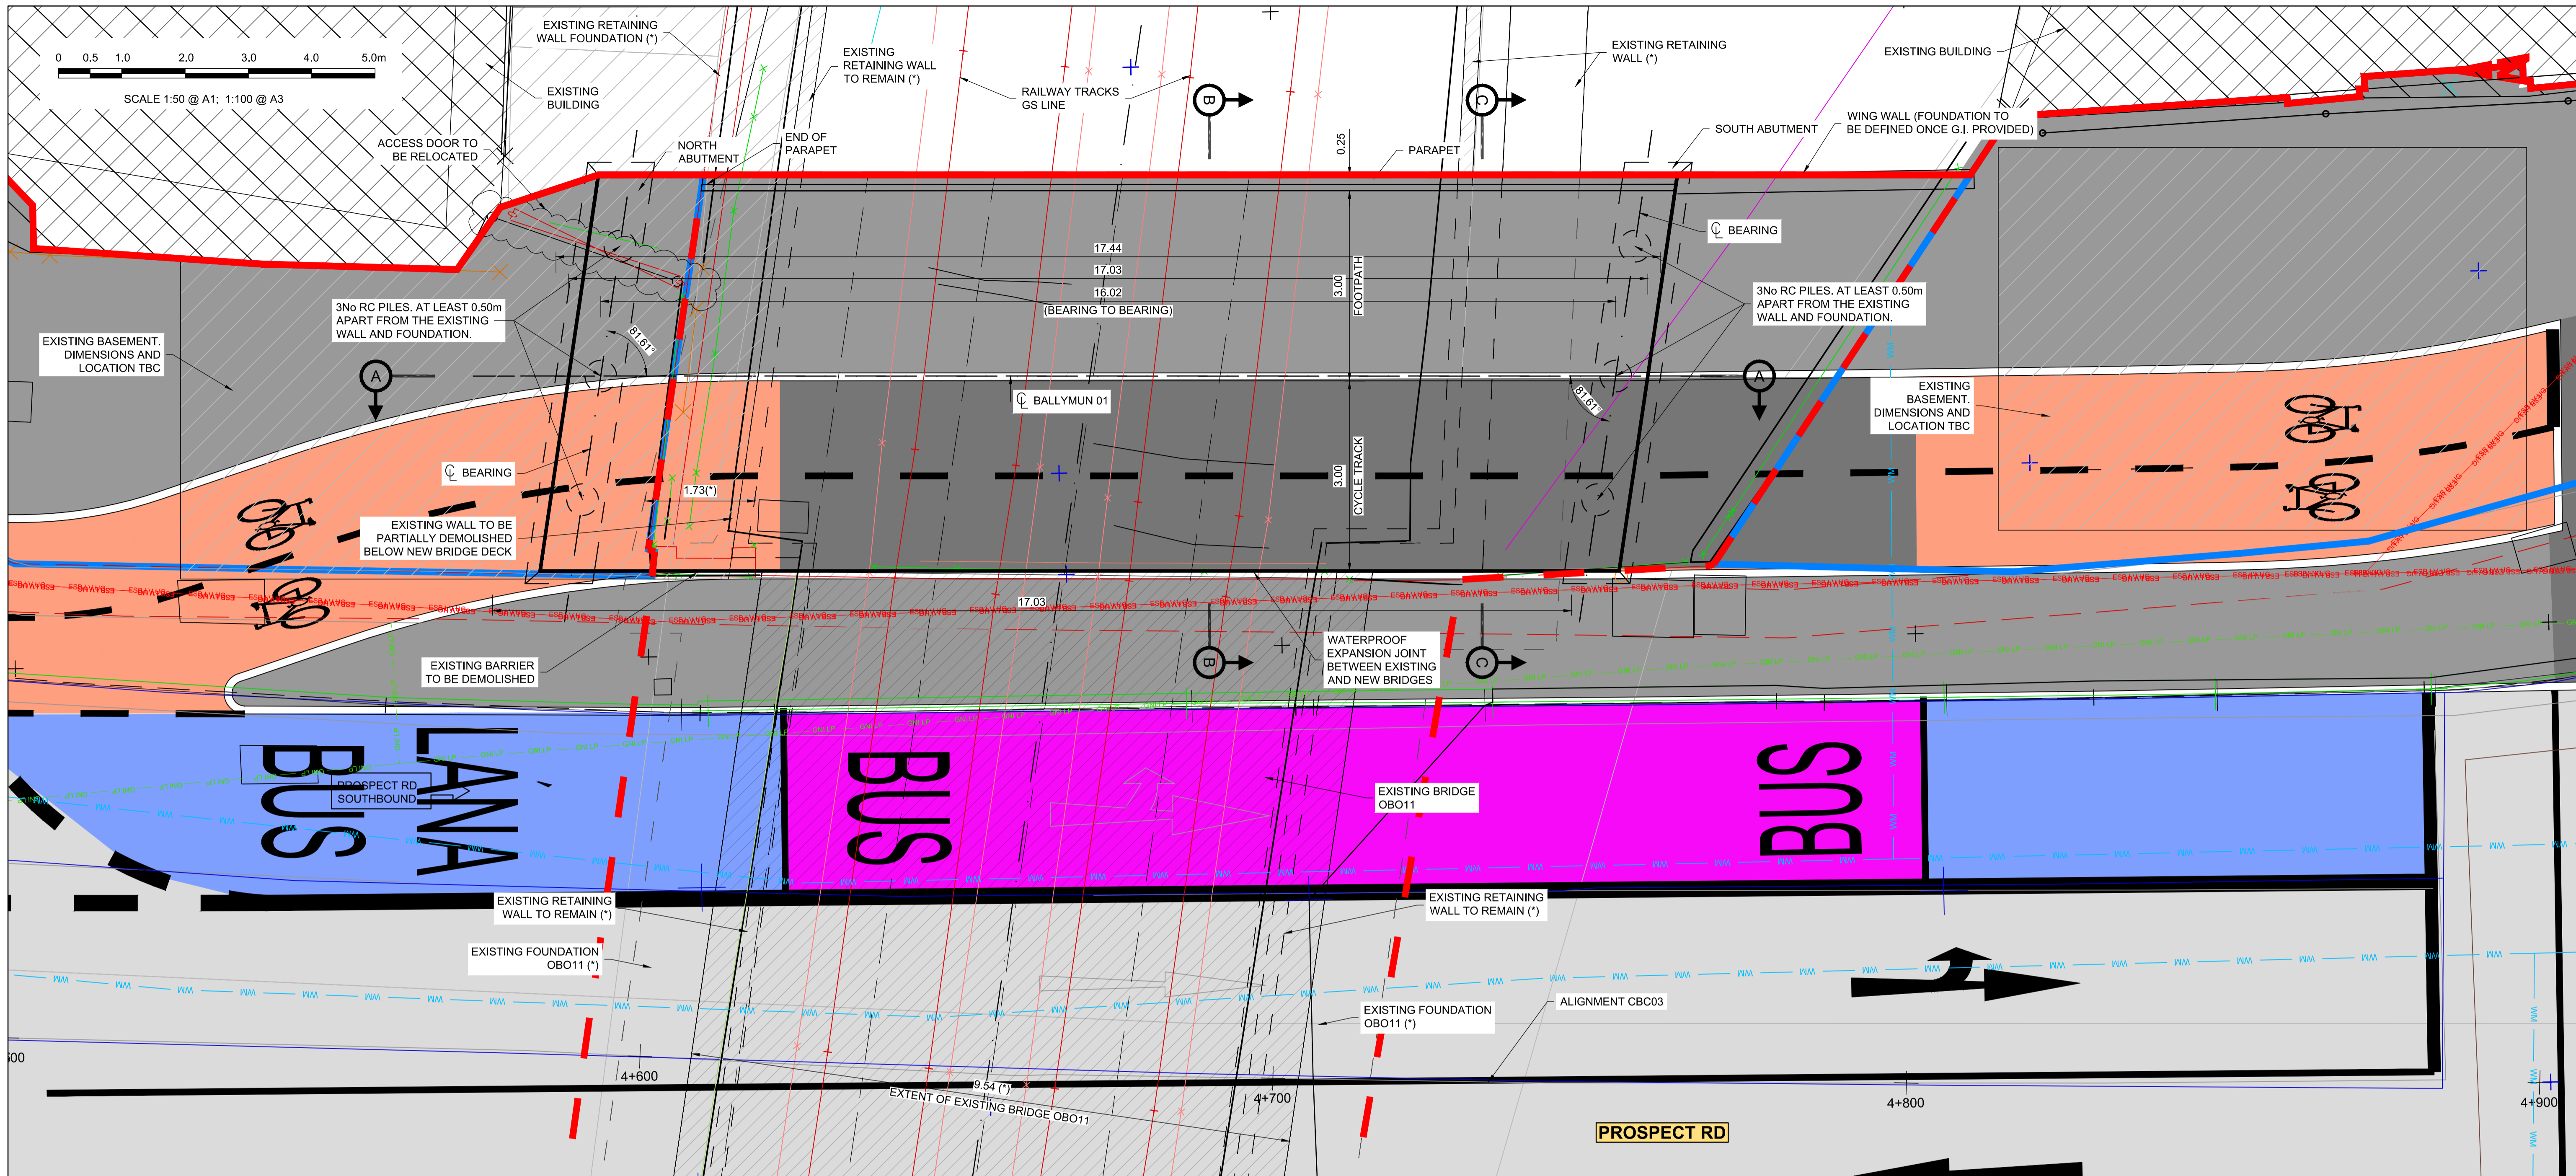 0 0.5 1.0 2.0 3.0 4.0 5.0m
SCALE 1:50 @ A1; 1:100 @ A3
EXISTING RETAINING
WALL FOUNDATION (*)
EXISTING
BUILDING
EXISTING
RETAINING WALL
TO REMAIN (*)
RAILWAY TRACKS
GS LINE
B
C
EXISTING RETAINING
WALL (*)
EXISTING BUILDING
ACCESS DOOR TO
BE RELOCATED
NORTH
ABUTMENT
END OF
PARAPET
0.25
PARAPET
SOUTH ABUTMENT
WING WALL (FOUNDATION TO
BE DEFINED ONCE G.I. PROVIDED)
17.44
17.03
16.02
(BEARING TO BEARING)
3.00
FOOTPATH
℄ BEARING
3No RC PILES. AT LEAST 0.50m
APART FROM THE EXISTING
WALL AND FOUNDATION.
3No RC PILES. AT LEAST 0.50m
APART FROM THE EXISTING
WALL AND FOUNDATION.
81.61°
EXISTING BASEMENT.
DIMENSIONS AND
LOCATION TBC
A
A
℄ BALLYMUN 01
81.61°
EXISTING
BASEMENT.
DIMENSIONS AND
LOCATION TBC
℄ BEARING
1.73(*)
3.00
CYCLE TRACK
EXISTING WALL TO BE
PARTIALLY DEMOLISHED
BELOW NEW BRIDGE DECK
17.03
EXISTING BARRIER
TO BE DEMOLISHED
B
C
WATERPROOF
EXPANSION JOINT
BETWEEN EXISTING
AND NEW BRIDGES
LANA
BUS
PROSPECT RD
SOUTHBOUND
BUS
BUS
EXISTING BRIDGE
OBO11
EXISTING RETAINING
WALL TO REMAIN (*)
EXISTING RETAINING
WALL TO REMAIN (*)
EXISTING FOUNDATION
OBO11 (*)
EXISTING FOUNDATION
OBO11 (*)
ALIGNMENT CBC03
4+600
9.54 (*)
EXTENT OF EXISTING BRIDGE OBO11
4+700
4+800
4+900
PROSPECT RD
WM